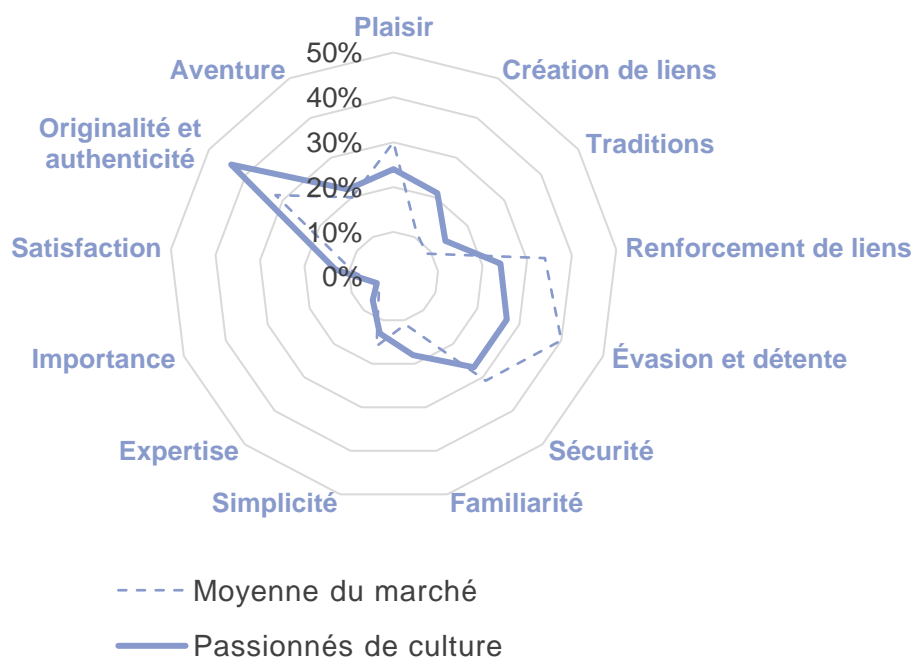 Plaisir
50%
Création de liens
Aventure
40%
Originalité et
authenticité
Traditions
30%
20%
Satisfaction
10%
Renforcement de liens
0%
Importance
Évasion et détente
Expertise
Sécurité
Simplicité
Familiarité
Moyenne du marché
Passionnés de culture